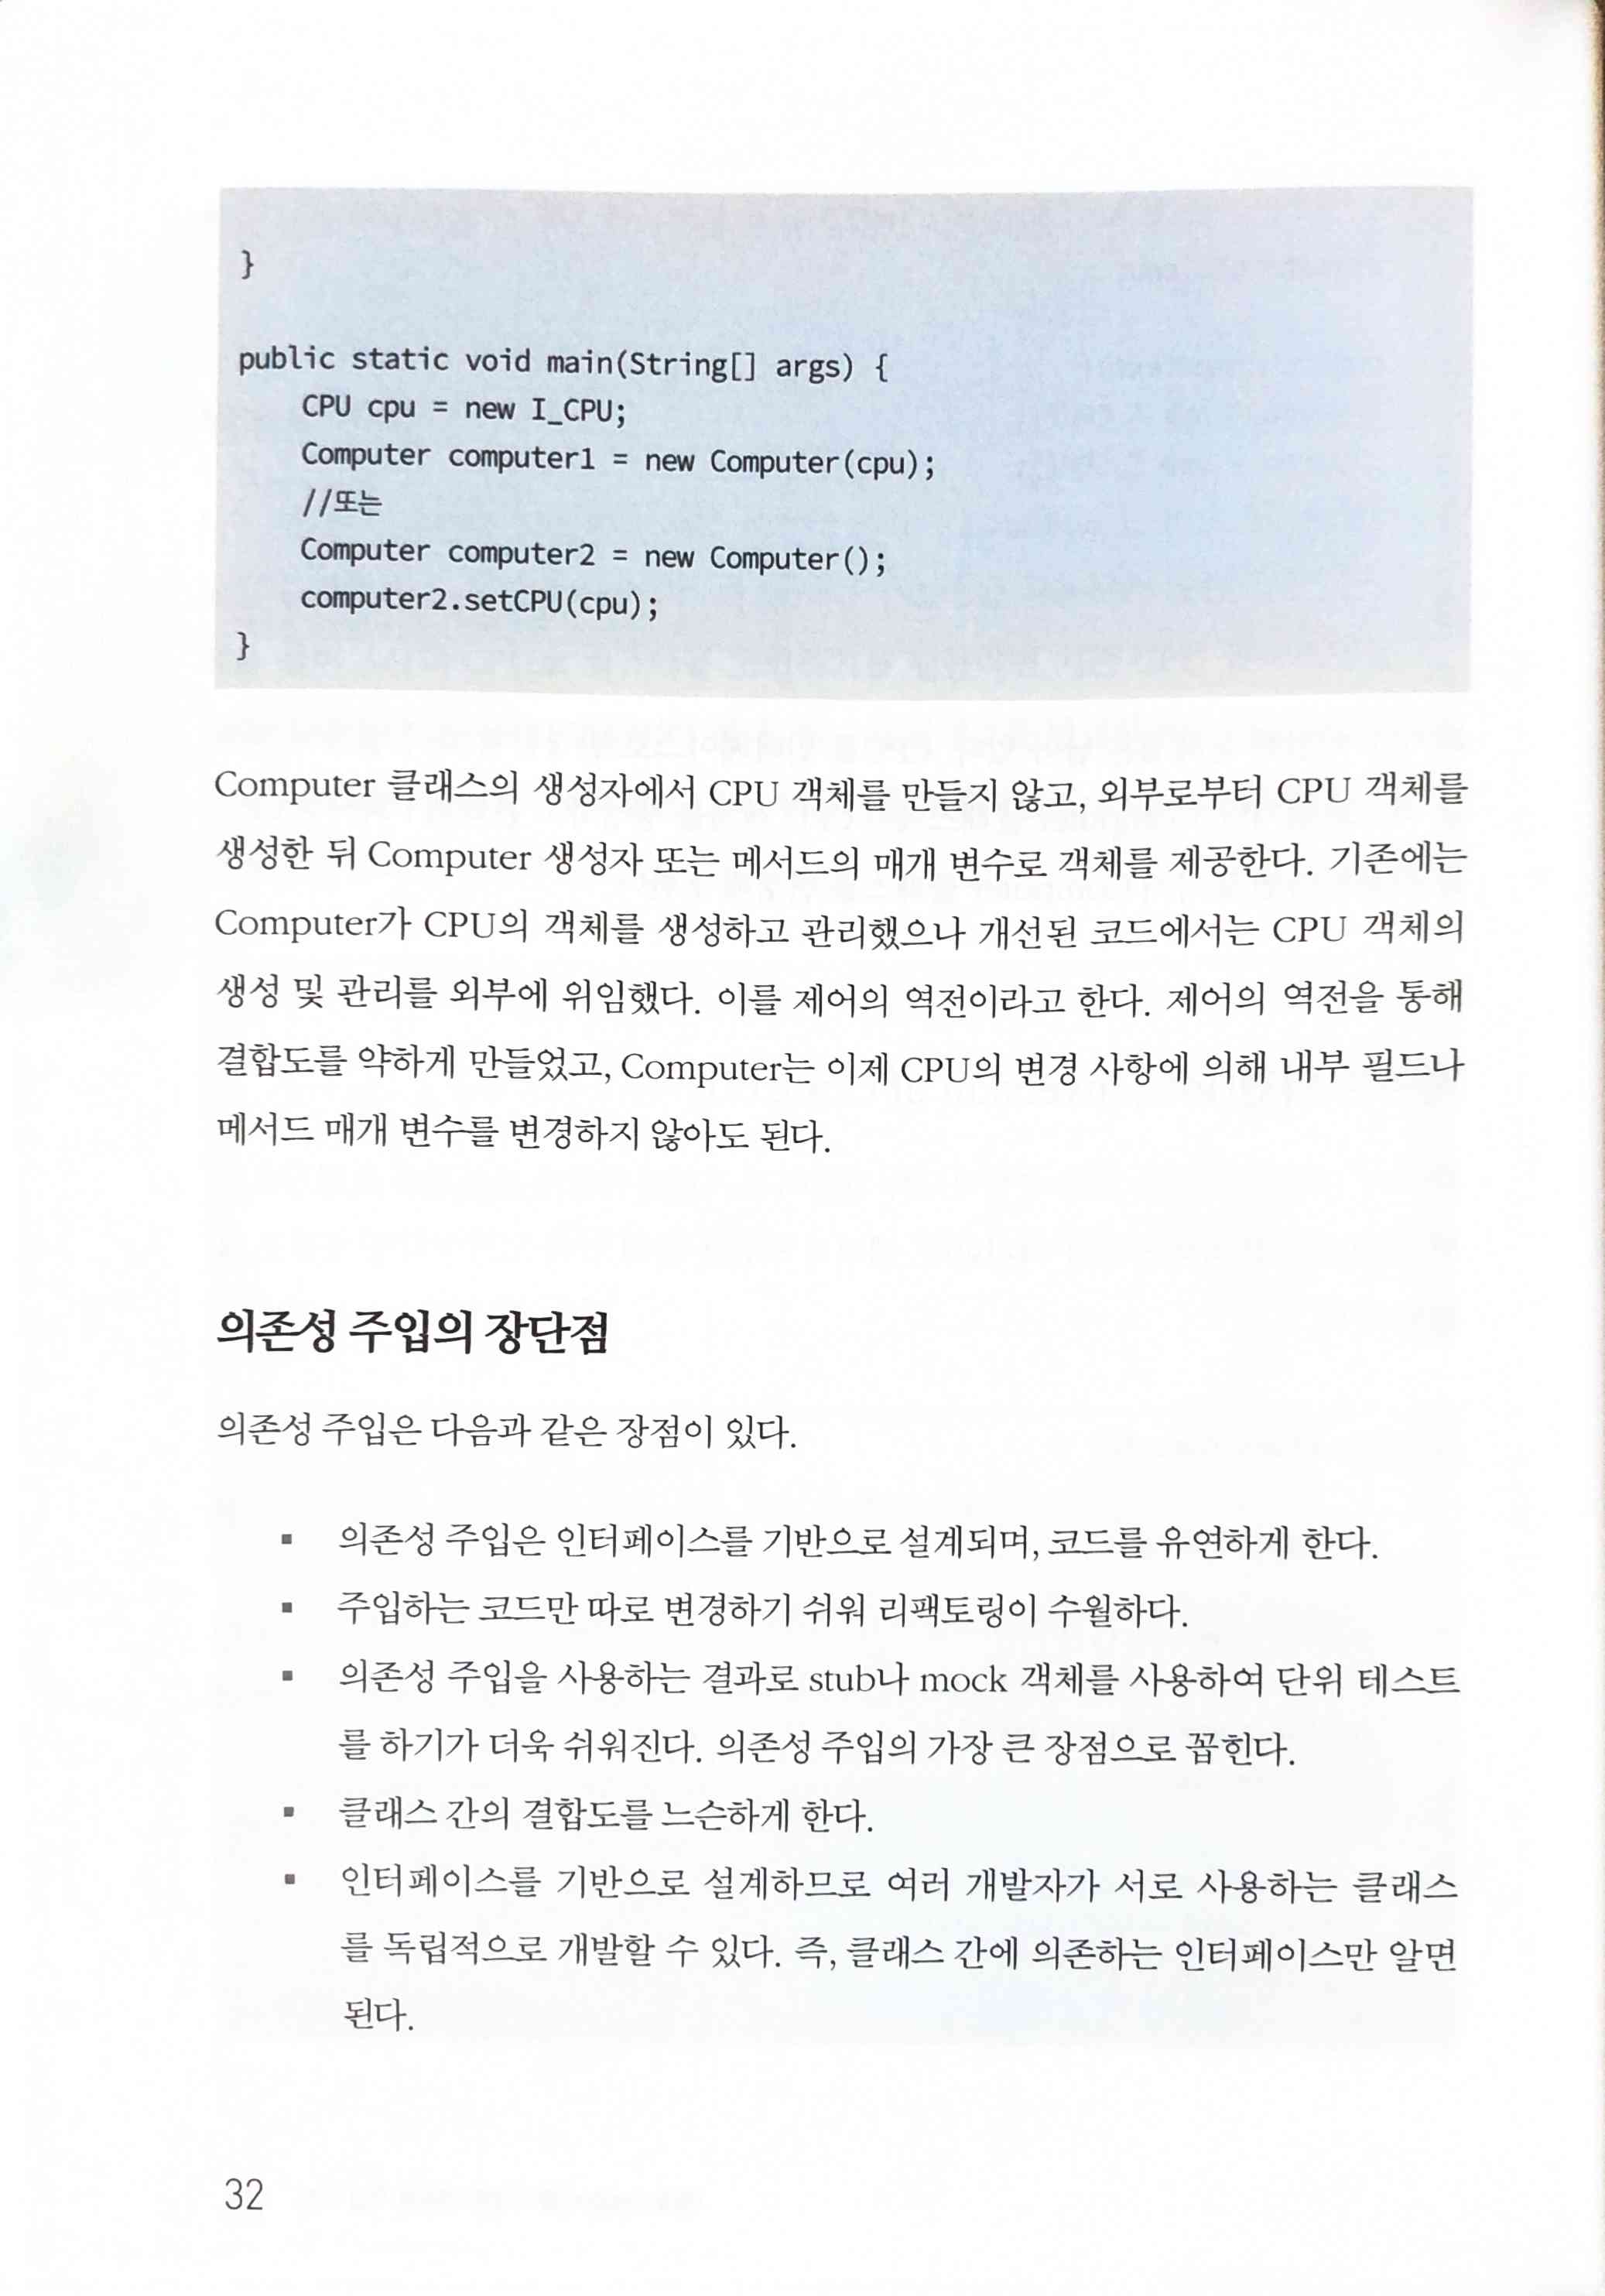 }
public static void main(String[] args) {
CPU cpu = new I_CPU;
Computer computer1 = new Computer(cpu);
//또는
Computer computer2 = new Computer();
computer2.setCPU(cpu);
}
Computer 클래스의 생성자에서 CPU 객체를 만들지 않고, 외부로부터 CPU 객체를
생성한 뒤 Computer 생성자 또는 메서드의 매개 변수로 객체를 제공한다. 기존에는
Computer가 CPU의 객체를 생성하고 관리했으나 개선된 코드에서는 CPU 객체의
생성 및 관리를 외부에 위임했다. 이를 제어의 역전이라고 한다. 제어의 역전을 통해
결합도를 약하게 만들었고, Computer는 이제 CPU의 변경 사항에 의해 내부 필드나
메서드 매개 변수를 변경하지 않아도 된다.
의존성 주입의 장단점
의존성 주입은 다음과 같은 장점이 있다.
▪ 의존성 주입은 인터페이스를 기반으로 설계되며, 코드를 유연하게 한다.
▪ 주입하는 코드만 따로 변경하기 쉬워 리팩토링이 수월하다.
▪ 의존성 주입을 사용하는 결과로 stub나 mock 객체를 사용하여 단위 테스트
를 하기가 더욱 쉬워진다. 의존성 주입의 가장 큰 장점으로 꼽힌다.
▪ 클래스 간의 결합도를 느슨하게 한다.
▪ 인터페이스를 기반으로 설계하므로 여러 개발자가 서로 사용하는 클래스
를 독립적으로 개발할 수 있다. 즉, 클래스 간에 의존하는 인터페이스만 알면
된다.
32